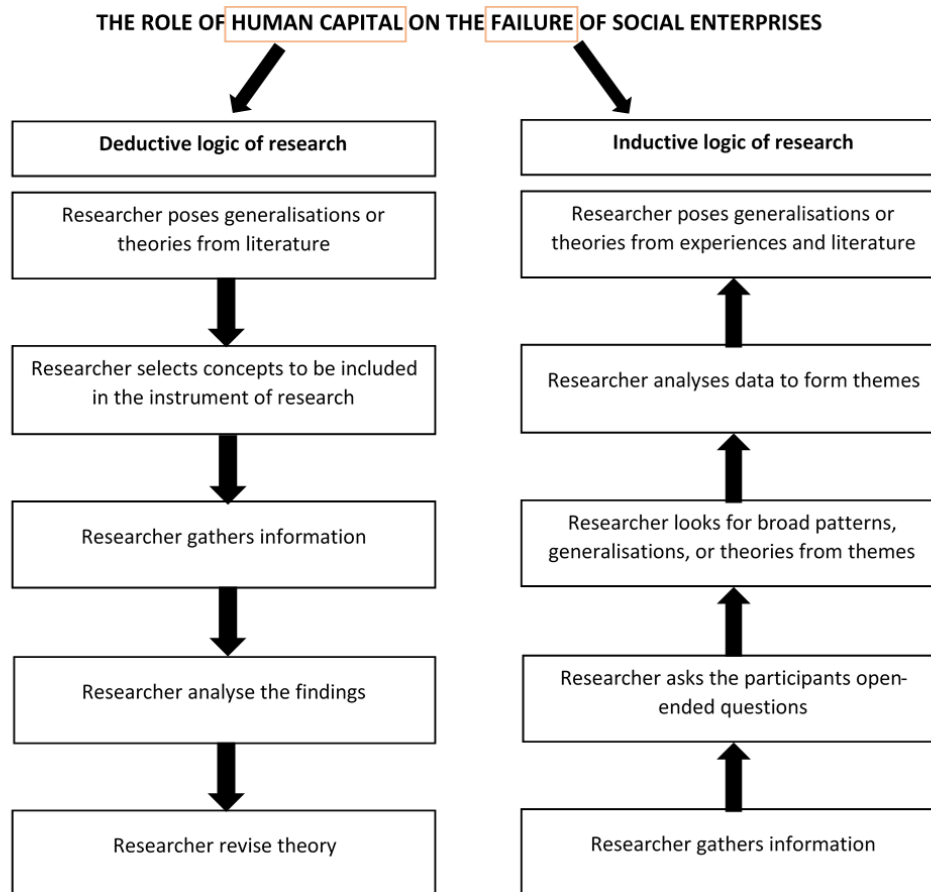 THE ROLE OF HUMAN CAPITAL ON THE FAILURE OF SOCIAL ENTERPRISES
Deductive logic of research
Researcher poses generalisations or
theories from literature
Researcher selects concepts to be included
in the instrument of research
Researcher gathers information
Researcher analyse the findings
Researcher revise theory
Inductive logic of research
Researcher poses generalisations or
theories from experiences and literature
Researcher analyses data to form themes
Researcher looks for broad patterns,
generalisations, or theories from themes
Researcher asks the participants open-
ended questions
Researcher gathers information